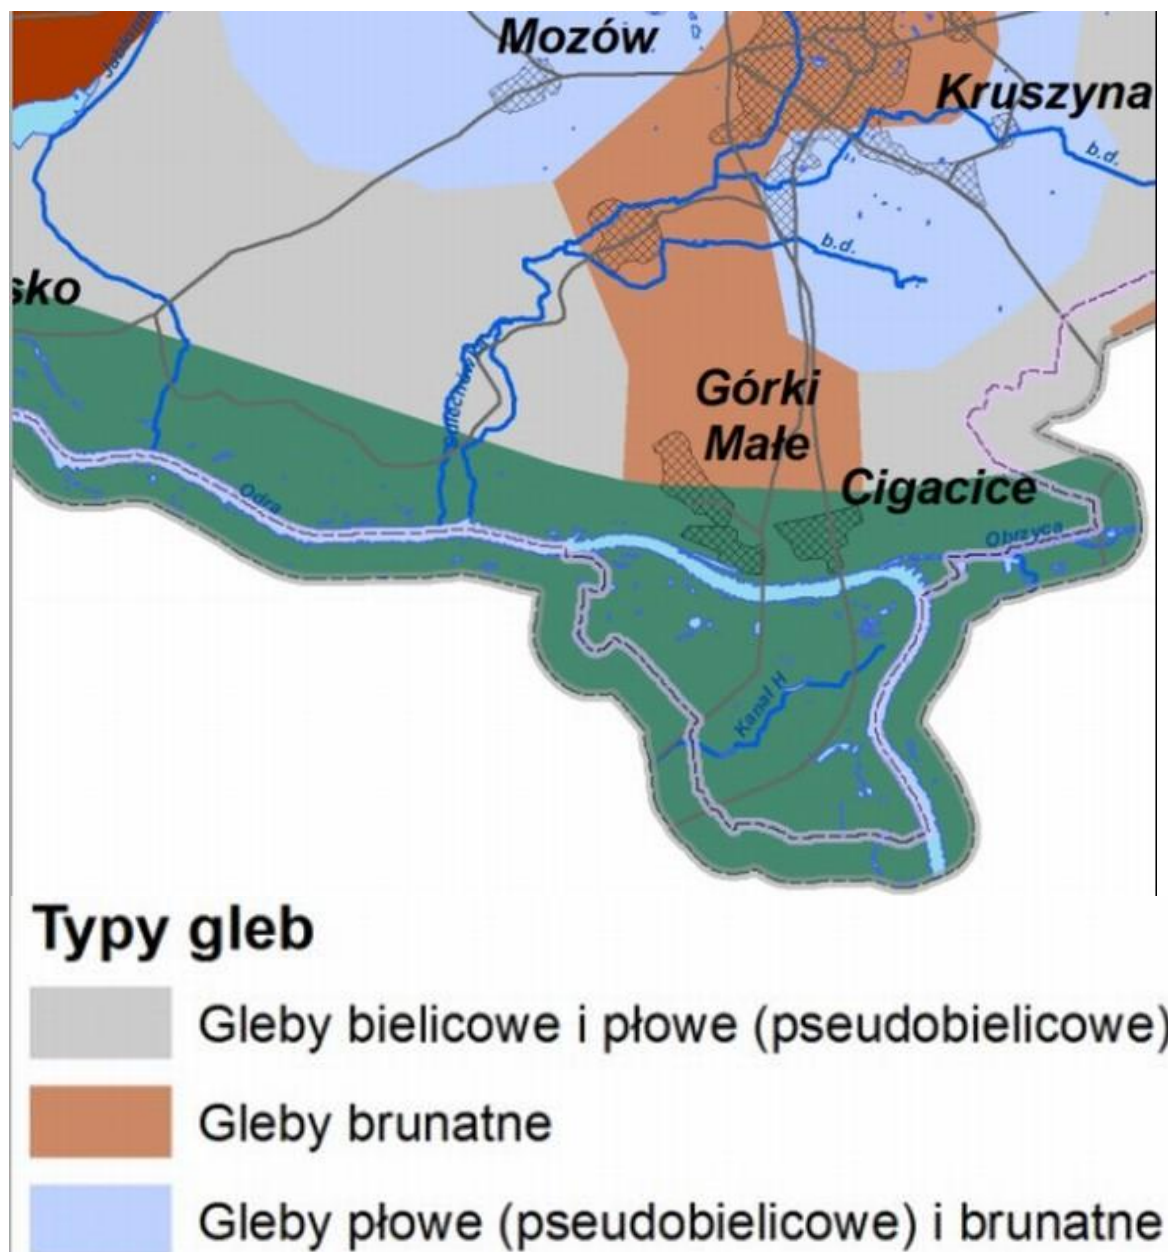 Mozów
Kruszyna
b.d.
b.d.
sko
Górki
Małe
Cigacice
Odra
Obrzyca
Kanał H
Typy gleb
Gleby bielicowe i płowe (pseudobielicowe)
Gleby brunatne
Gleby płowe (pseudobielicowe) i brunatne